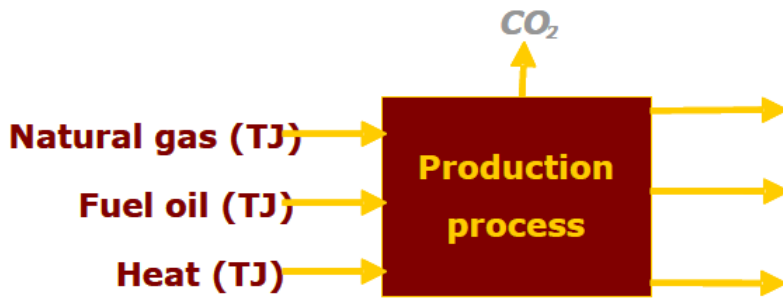 CO₂
Natural gas (TJ)
Fuel oil (TJ)
Heat (TJ)
Production
process